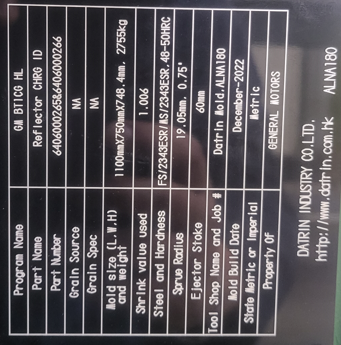 Program Name GM BT1CG HL
Part Name Reflector CHRG ID
Part Number 640600026586406000266
Grain Source NA
Grain Spec NA
Mold size (L.W.H) and weight 1100mmX750mmX748.4mm, 2755kg
Shrink value used 1.006
Steel and Hardness FS/2343ESR/MS/2343ESR.48-50HRC
Sprue Radius 19.05mm, 0.75"
Ejector Stoke 60mm
Tool Shop Name and Job # Datrin Mold.ALNA180
Mold Build Date December-2022
State Metric or Imperial Metric
Property Of GENERAL MOTORS
DATRIN INDUSTRY CO.LTD.
http://www.datrin.com.hk ALNA180